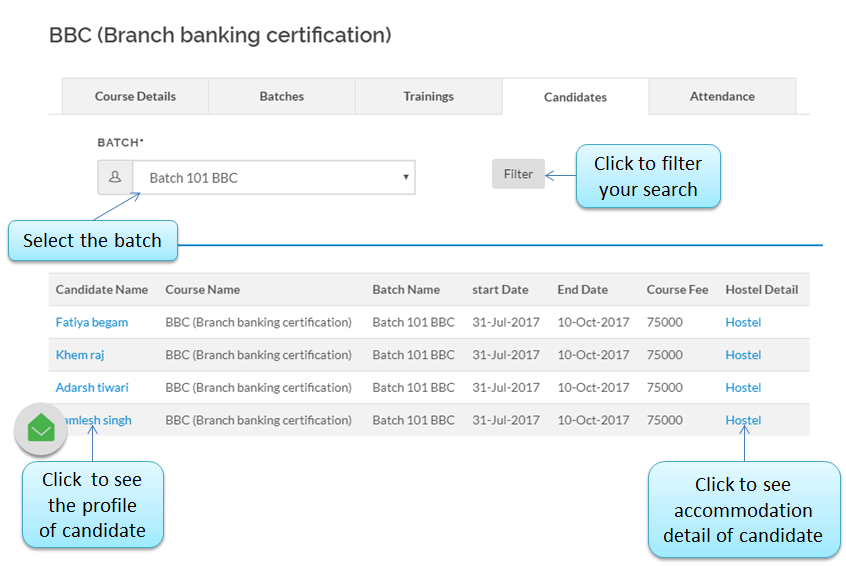 BBC (Branch banking certification)
Course Details Batches Trainings Candidates Attendance
BATCH*
Batch 101 BBC
Filter
Click to filter
your search
Select the batch
Candidate Name Course Name Batch Name start Date End Date Course Fee Hostel Detail
Fatiya begam BBC (Branch banking certification) Batch 101 BBC 31-Jul-2017 10-Oct-2017 75000 Hostel
Khem raj BBC (Branch banking certification) Batch 101 BBC 31-Jul-2017 10-Oct-2017 75000 Hostel
Adarsh tiwari BBC (Branch banking certification) Batch 101 BBC 31-Jul-2017 10-Oct-2017 75000 Hostel
singh BBC (Branch banking certification) Batch 101 BBC 31-Jul-2017 10-Oct-2017 75000 Hostel
Click to see
the profile
of candidate
Click to see
accommodation
detail of candidate